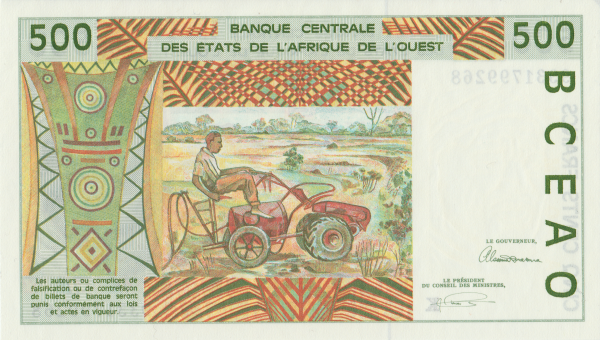 500
BANQUE CENTRALE
DES ÉTATS DE L'AFRIQUE DE L'OUEST
500
BCEAO
LE GOUVERNEUR,
LE PRÉSIDENT
DU CONSEIL DES MINISTRES,
Les auteurs ou complices de
falsification ou de contrefaçon
de billets de banque seront
punis conformément aux lois
et actes en vigueur.